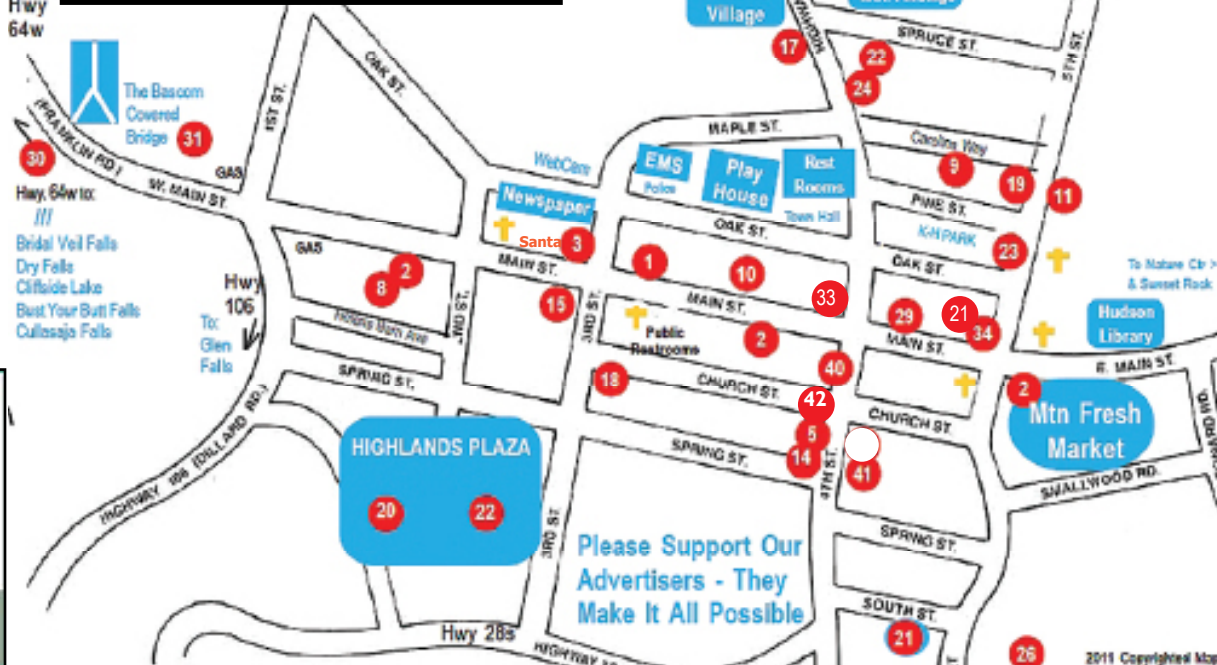 Hwy
64w
Village
17
HIGHWAY
SPRUCE ST.
22
24
5TH ST.
The Bascom
Covered
Bridge
31
(FRANKLIN RD.)
30
1ST ST.
OAK ST.
MAPLE ST.
Carolina Way
9
19
11
GAS
W. MAIN ST.
WebCam
EMS
Police
Play
House
Rest
Rooms
Town Hall
PINE ST.
K-H PARK
23
Hwy. 64w to:
///
Bridal Veil Falls
Dry Falls
Cliffside Lake
Bust Your Butt Falls
Cullasaja Falls
Newspaper
Santa
3
OAK ST.
OAK ST.
GAS
2
8
MAIN ST.
1
10
33
To Nature Ctr >
& Sunset Rock
Hwy
106
To:
Glen
Falls
2ND ST.
15
3RD ST.
MAIN ST.
29
21
34
MAIN ST.
Hudson
Library
Public
Restrooms
2
40
E. MAIN ST.
SPRING ST.
18
CHURCH ST.
42
CHURCH ST.
2
Mtn Fresh
Market
HIGHLANDS PLAZA
20
22
SPRING ST.
5
14
4TH ST.
41
SMALLWOOD RD.
HIGHWAY 106 (DILLARD RD.)
3RD ST.
Please Support Our
Advertisers - They
Make It All Possible
SPRING ST.
SOUTH ST.
21
Hwy 28s
26
2011 Copyrighted Map